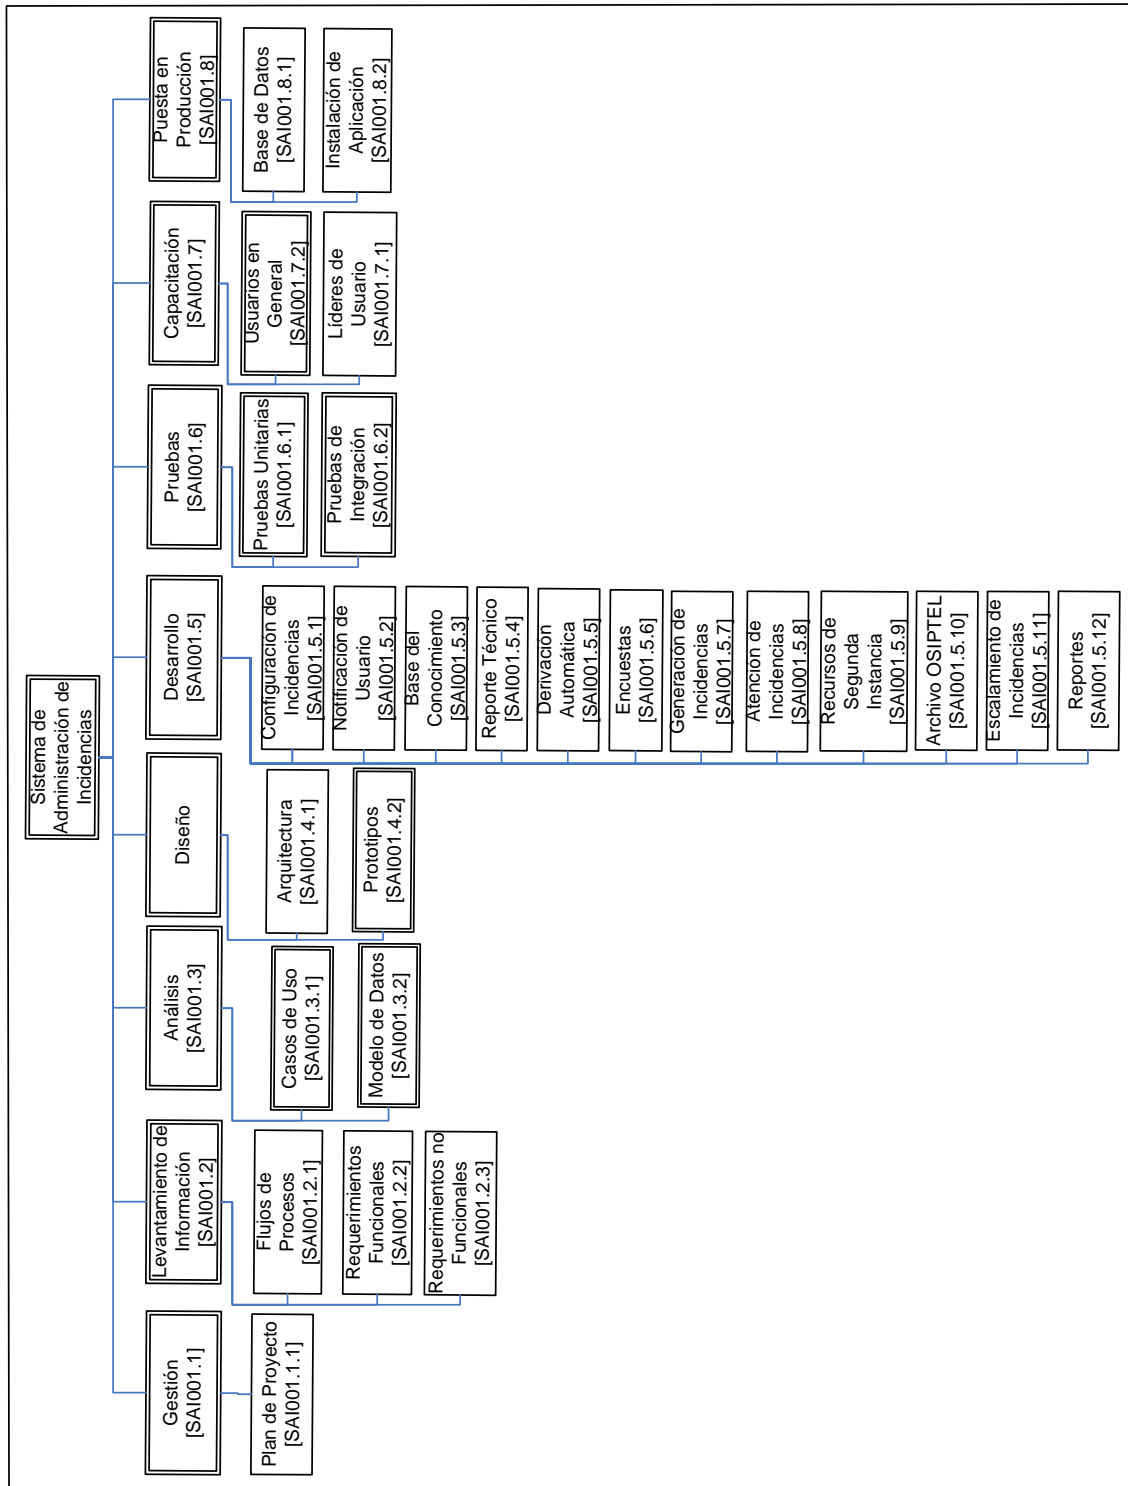 Sistema de
Administración de
Incidencias
Gestión
[SAI001.1]
Plan de Proyecto
[SAI001.1.1]
Levantamiento de
Información
[SAI001.2]
Flujos de
Procesos
[SAI001.2.1]
Requerimientos
Funcionales
[SAI001.2.2]
Requerimientos no
Funcionales
[SAI001.2.3]
Análisis
[SAI001.3]
Casos de Uso
[SAI001.3.1]
Modelo de Datos
[SAI001.3.2]
Diseño
Arquitectura
[SAI001.4.1]
Prototipos
[SAI001.4.2]
Desarrollo
[SAI001.5]
Configuración de
Incidencias
[SAI001.5.1]
Notificación de
Usuario
[SAI001.5.2]
Base del
Conocimiento
[SAI001.5.3]
Reporte Técnico
[SAI001.5.4]
Derivación
Automática
[SAI001.5.5]
Encuestas
[SAI001.5.6]
Generación de
Incidencias
[SAI001.5.7]
Atención de
Incidencias
[SAI001.5.8]
Recursos de
Segunda
Instancia
[SAI001.5.9]
Archivo OSIPTEL
[SAI001.5.10]
Escalamiento de
Incidencias
[SAI001.5.11]
Reportes
[SAI001.5.12]
Pruebas
[SAI001.6]
Pruebas Unitarias
[SAI001.6.1]
Pruebas de
Integración
[SAI001.6.2]
Capacitación
[SAI001.7]
Usuarios en
General
[SAI001.7.2]
Líderes de
Usuario
[SAI001.7.1]
Puesta en
Producción
[SAI001.8]
Base de Datos
[SAI001.8.1]
Instalación de
Aplicación
[SAI001.8.2]